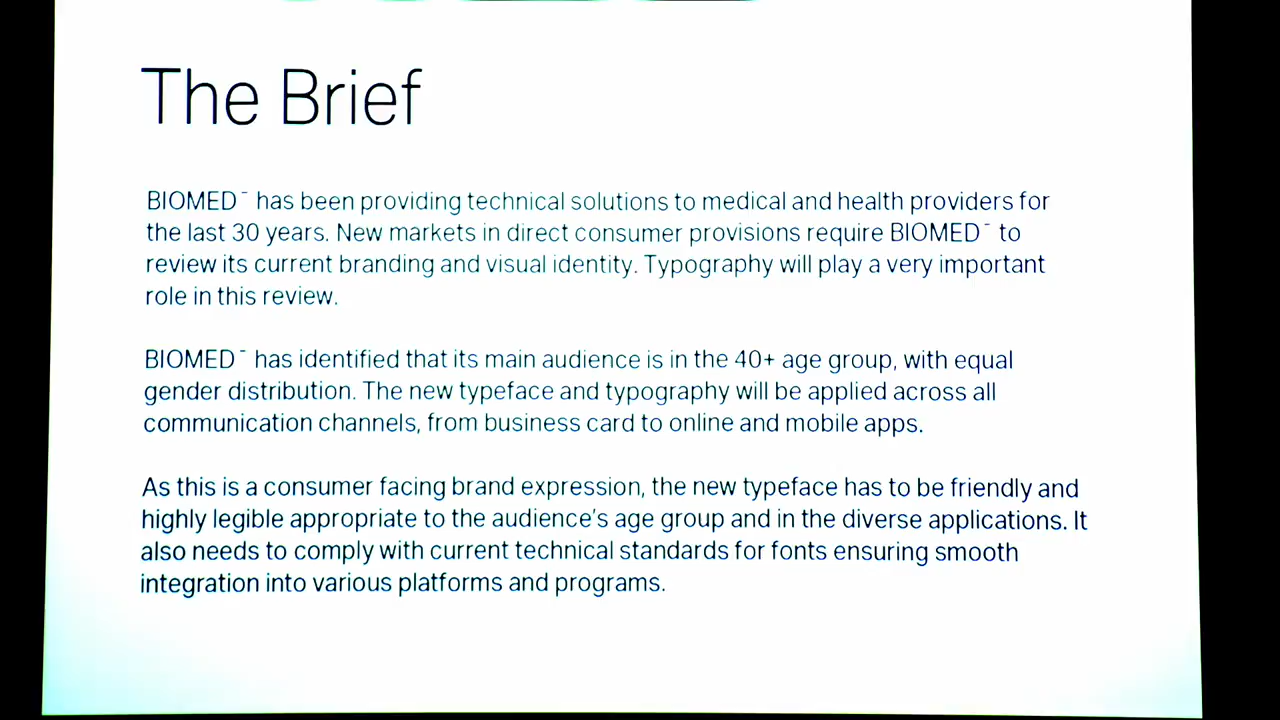 The Brief
BIOMED™ has been providing technical solutions to medical and health providers for
the last 30 years. New markets in direct consumer provisions require BIOMED™ to
review its current branding and visual identity. Typography will play a very important
role in this review.
BIOMED™ has identified that its main audience is in the 40+ age group, with equal
gender distribution. The new typeface and typography will be applied across all
communication channels, from business card to online and mobile apps.
As this is a consumer facing brand expression, the new typeface has to be friendly and
highly legible appropriate to the audience's age group and in the diverse applications. It
also needs to comply with current technical standards for fonts ensuring smooth
integration into various platforms and programs.